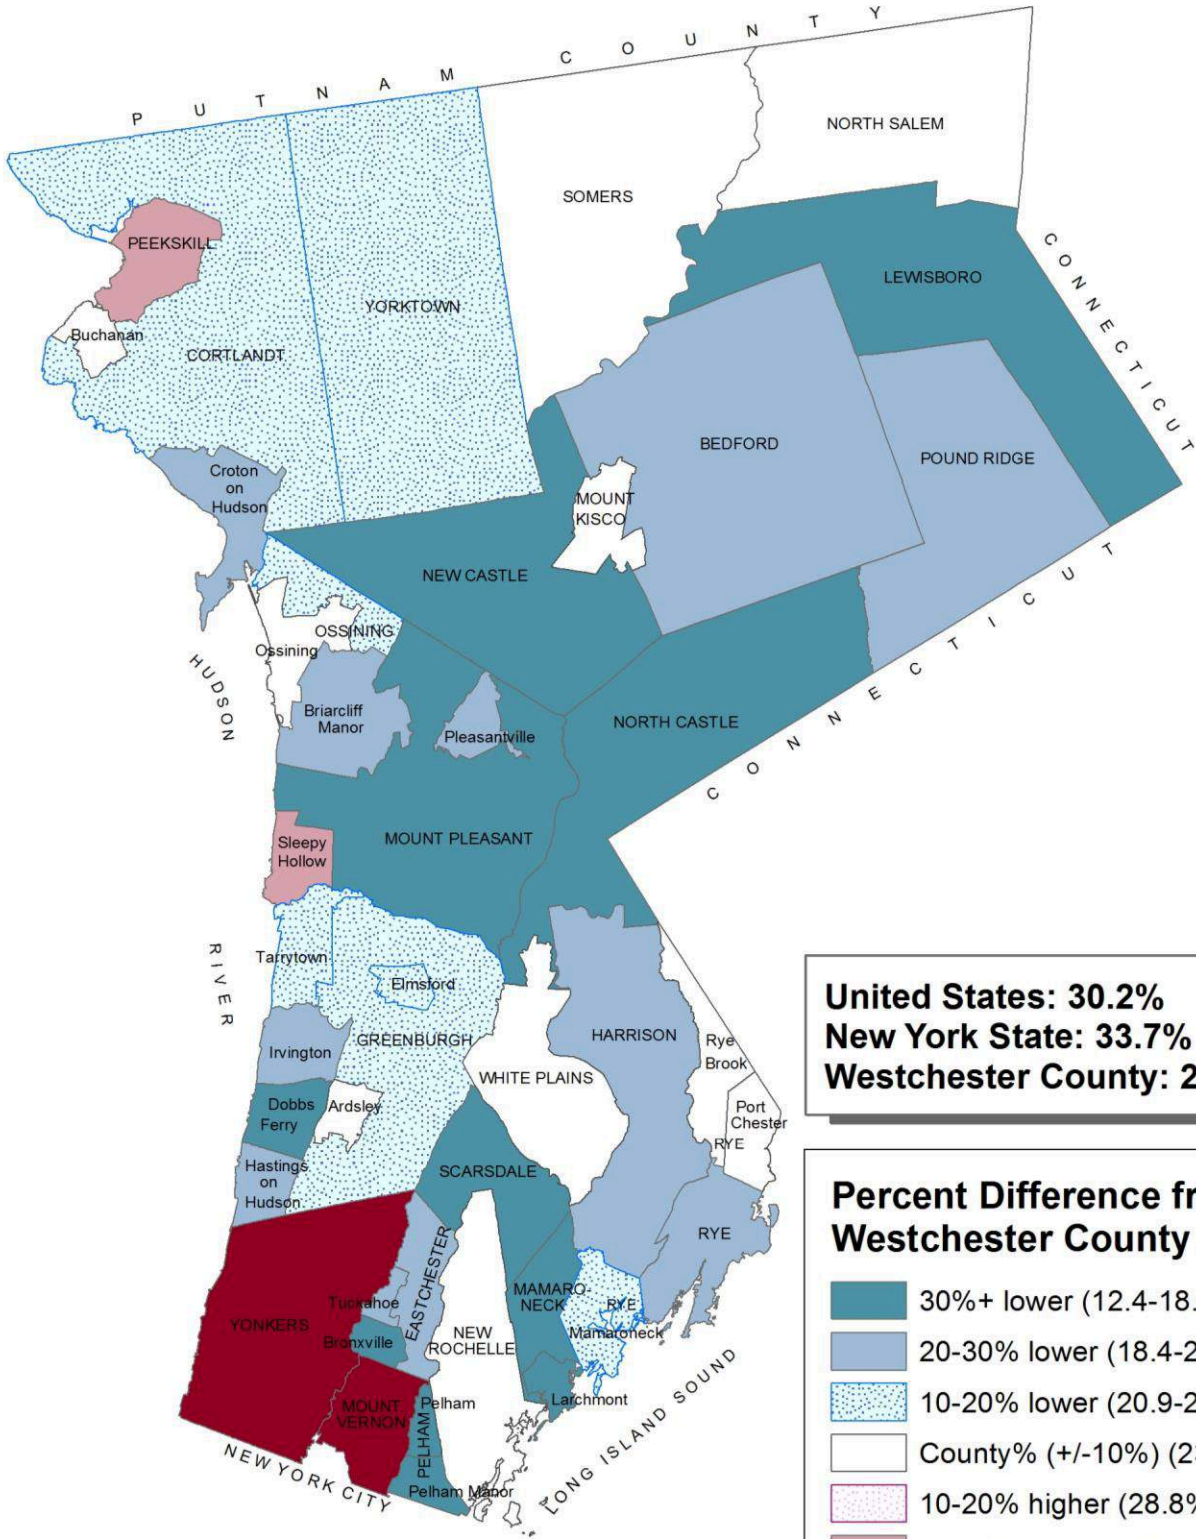 PUTNAM COUNTY
NORTH SALEM
SOMERS
CONNECTICUT
PEEKSKILL
LEWISBORO
YORKTOWN
Buchanan
CORTLANDT
BEDFORD
POUND RIDGE
Croton
on
Hudson
MOUNT
KISCO
NEW CASTLE
OSSINING
Ossining
HUDSON
Briarcliff
Manor
Pleasantville
NORTH CASTLE
CONNECTICUT
MOUNT PLEASANT
Sleepy
Hollow
RIVER
Tarrytown
Elmsford
GREENBURGH
HARRISON
Rye
Brook
Irvington
WHITE PLAINS
Dobbs
Ferry
Ardsley
Port
Chester
RYE
Hastings
on
Hudson
SCARSDALE
RYE
EASTCHESTER
MAMARO-
NECK
RYE
Mamaroneck
Tuckahoe
YONKERS
Bronxville
NEW
ROCHELLE
Larchmont
MOUNT
VERNON
Pelham
PELHAM
Pelham Manor
NEW YORK CITY
LONG ISLAND SOUND
United States: 30.2%
New York State: 33.7%
Westchester County: 2
Percent Difference fr
Westchester County
30%+ lower (12.4-18.
20-30% lower (18.4-2
10-20% lower (20.9-2
County% (+/-10%) (2
10-20% higher (28.8%